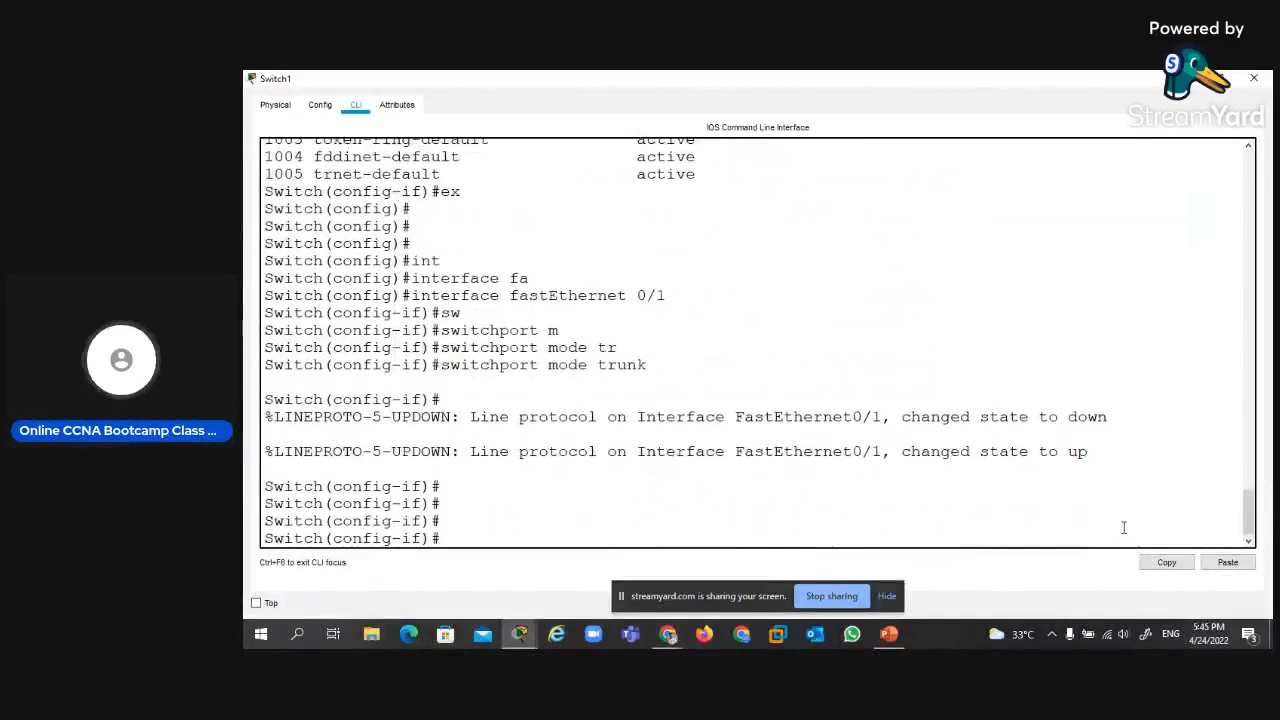 Powered by
StreamYard
Switch1
Physical Config CLI Attributes
IOS Command Line Interface
1003 token-ring-default active
1004 fddinet-default active
1005 trnet-default active
Switch(config-if)#ex
Switch(config)#
Switch(config)#
Switch(config)#
Switch(config)#int
Switch(config)#interface fa
Switch(config)#interface fastEthernet 0/1
Switch(config-if)#sw
Switch(config-if)#switchport m
Switch(config-if)#switchport mode tr
Switch(config-if)#switchport mode trunk
Switch(config-if)#
%LINEPROTO-5-UPDOWN: Line protocol on Interface FastEthernet0/1, changed state to down
%LINEPROTO-5-UPDOWN: Line protocol on Interface FastEthernet0/1, changed state to up
Switch(config-if)#
Switch(config-if)#
Switch(config-if)#
Switch(config-if)#
Online CCNA Bootcamp Class ...
Ctrl+F6 to exit CLI focus
Copy Paste
streamyard.com is sharing your screen. Stop sharing Hide
Top
33°C ENG 5:45 PM
4/24/2022
3